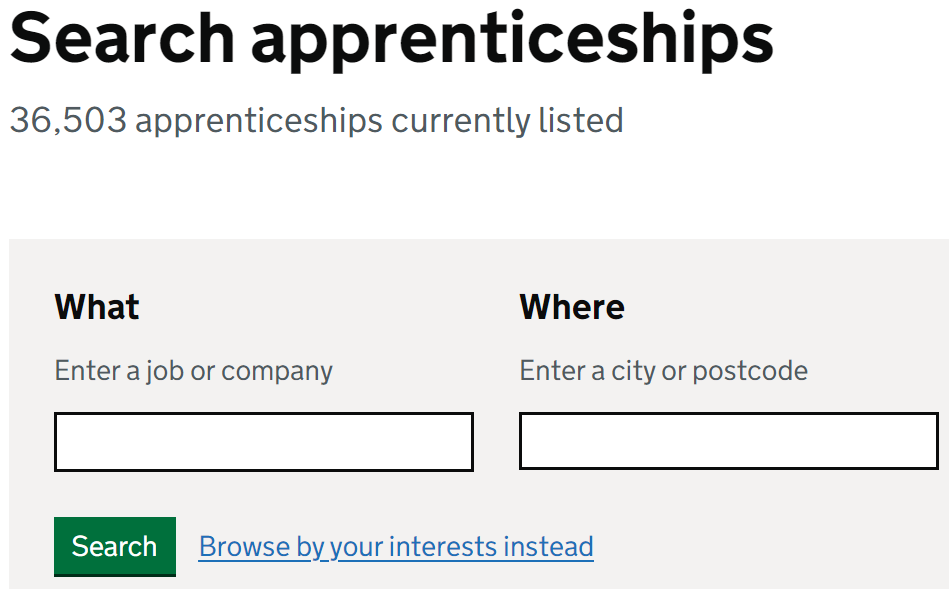 Search apprenticeships
36,503 apprenticeships currently listed
What
Where
Enter a job or company
Enter a city or postcode
Search
Browse by your interests instead